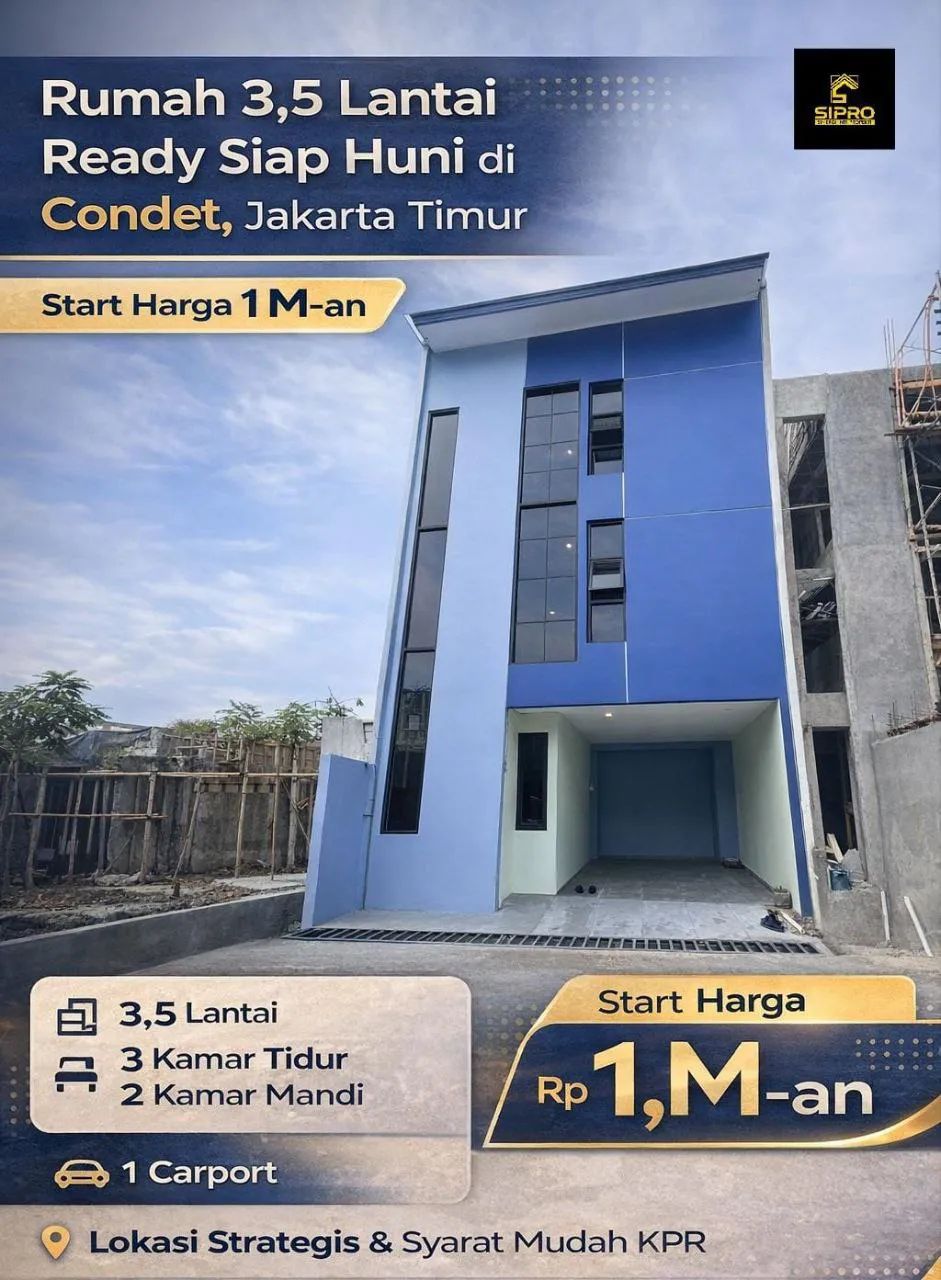 Rumah 3,5 Lantai
Ready Siap Huni di
Condet, Jakarta Timur
SIPRO
Start Harga 1 M-an
3,5 Lantai
3 Kamar Tidur
2 Kamar Mandi
1 Carport
Start Harga
Rp 1,M-an
Lokasi Strategis & Syarat Mudah KPR